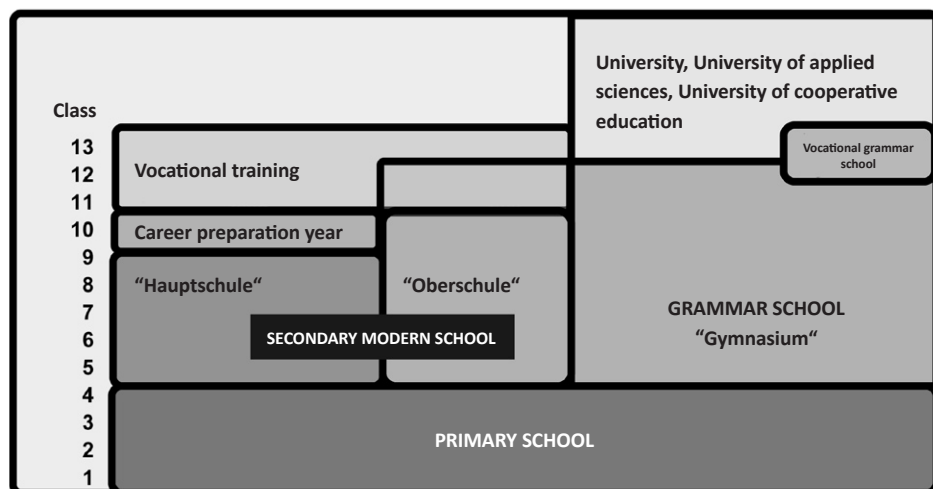 University, University of applied
sciences, University of cooperative
education
Class
13
Vocational grammar
school
12
Vocational training
11
10
Career preparation year
9
8
“Hauptschule“
“Oberschule“
7
GRAMMAR SCHOOL
“Gymnasium“
6
SECONDARY MODERN SCHOOL
5
4
3
PRIMARY SCHOOL
2
1